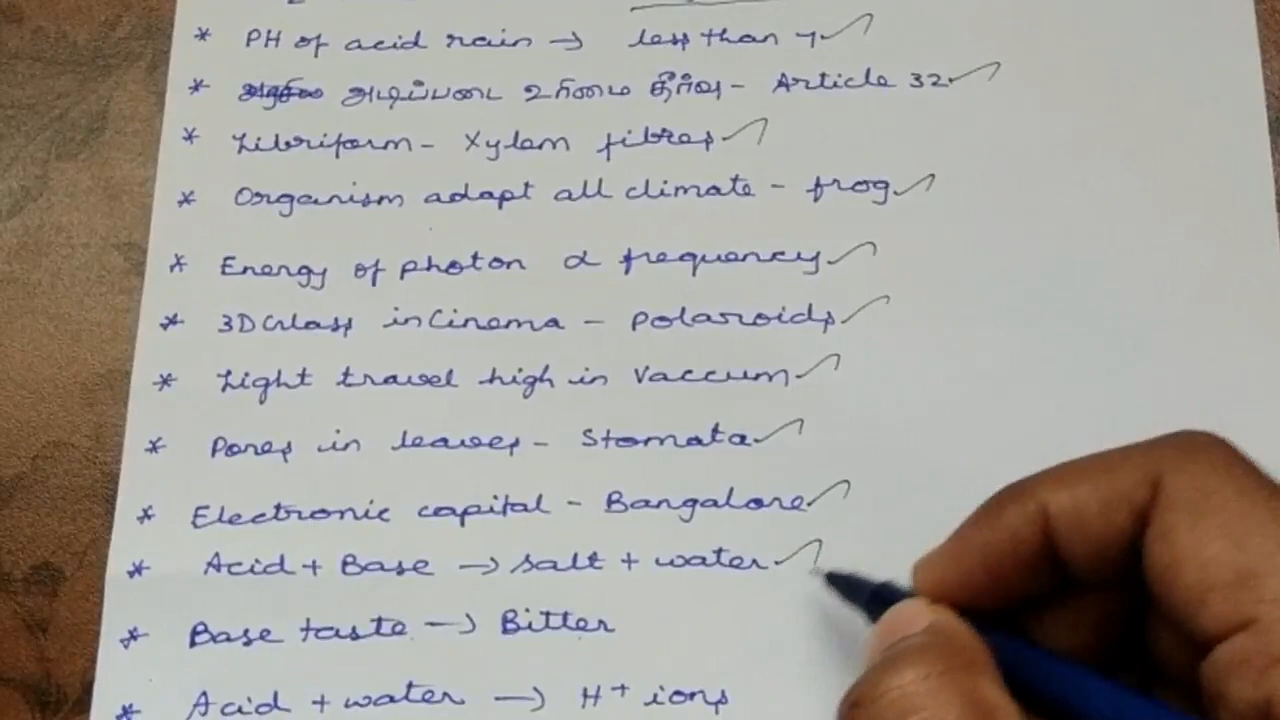 * PH of acid rain → less than 7
* அடிப்படை உரிமை தீர்வு - Article 32
* Libriform - Xylem fibres
* Organism adapt all climate - frog
* Energy of photon α frequency
* 3D Glass in Cinema - Polaroids
* Light travel high in Vaccum
* Pores in leaves - Stomata
* Electronic capital - Bangalore
* Acid + Base → Salt + water
* Base taste → Bitter
* Acid + water → H+ ions